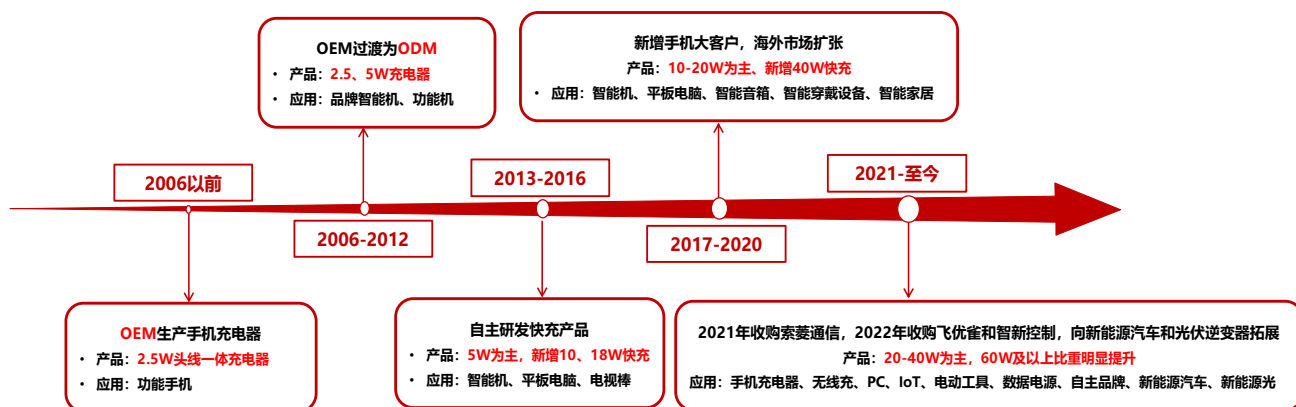 OEM过渡为ODM
• 产品：2.5、5W充电器
• 应用：品牌智能机、功能机
新增手机大客户，海外市场扩张
产品：10-20W为主、新增40W快充
• 应用：智能机、平板电脑、智能音箱、智能穿戴设备、智能家居
2006以前
2006-2012
2013-2016
2017-2020
2021-至今
OEM生产手机充电器
• 产品：2.5W头线一体充电器
• 应用：功能手机
自主研发快充产品
• 产品：5W为主，新增10、18W快充
• 应用：智能机、平板电脑、电视棒
2021年收购索菱通信，2022年收购飞优雀和智新控制，向新能源汽车和光伏逆变器拓展
产品：20-40W为主，60W及以上比重明显提升
应用：手机充电器、无线充、PC、IoT、电动工具、数据电源、自主品牌、新能源汽车、新能源光